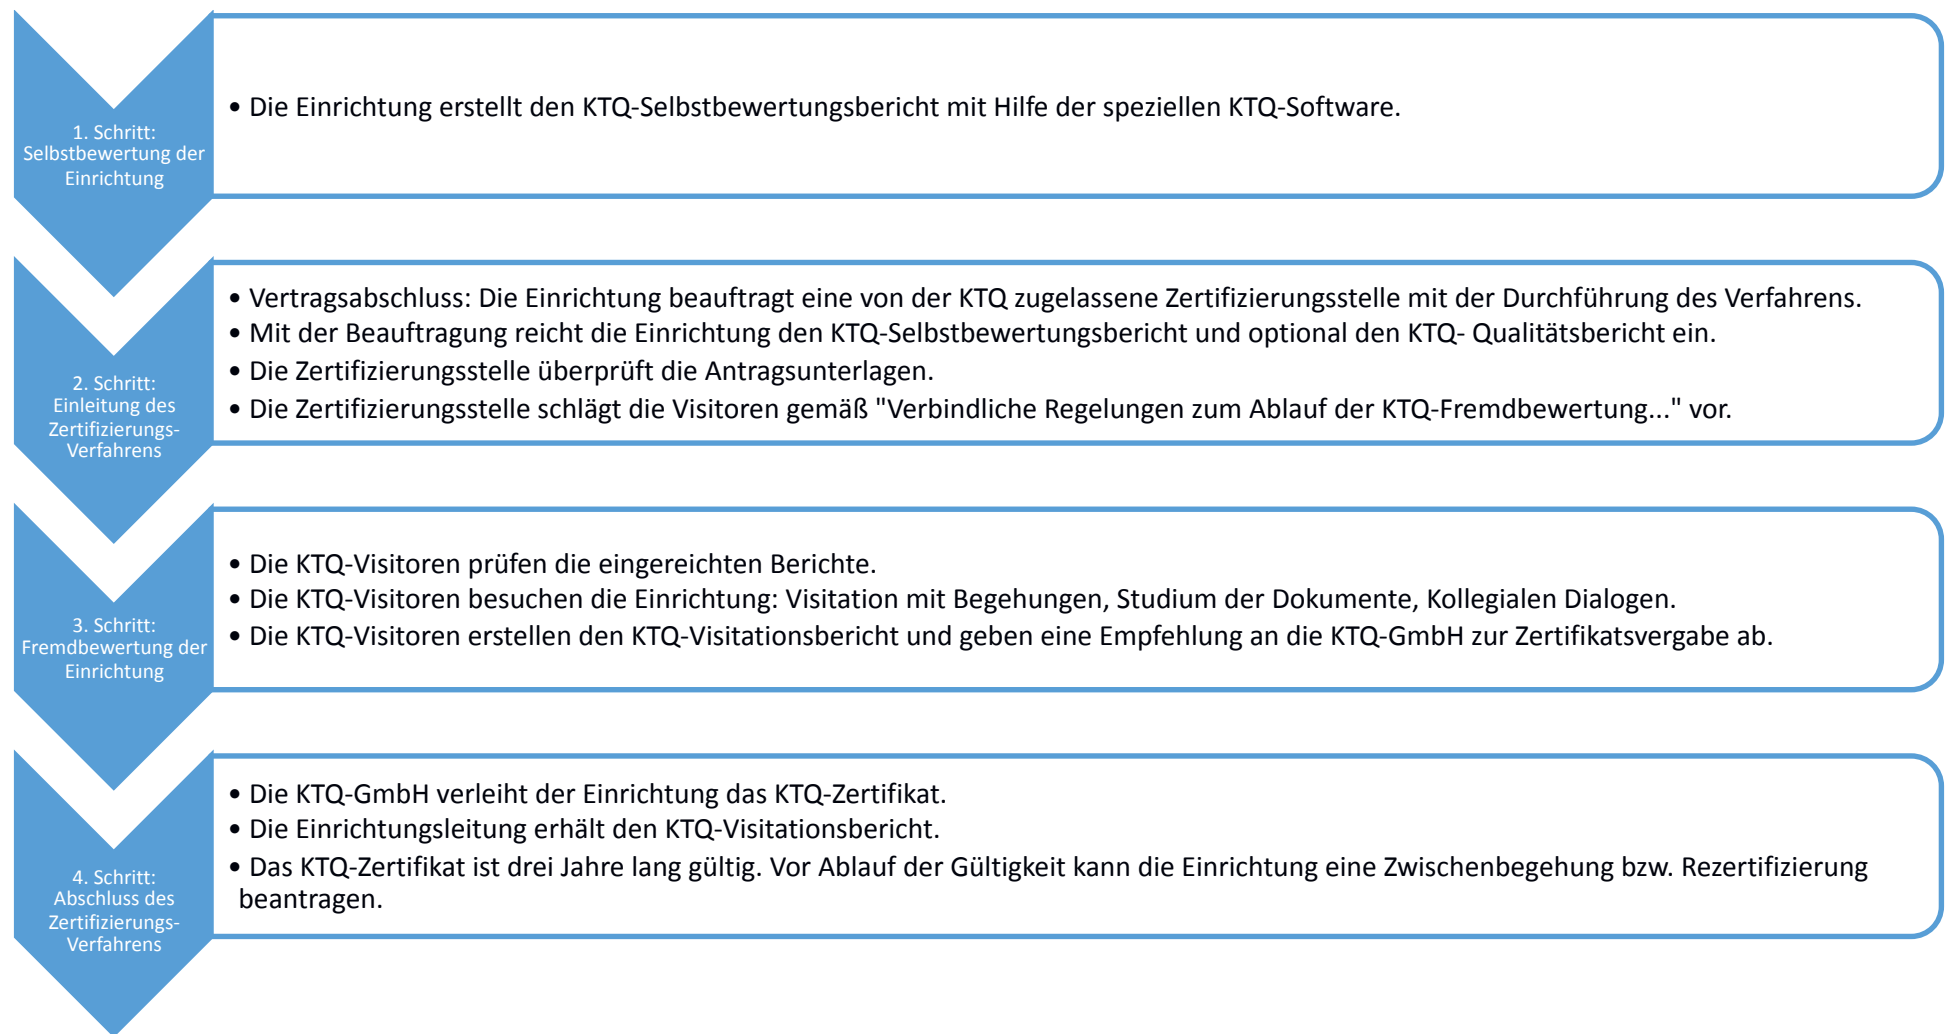 1. Schritt:
Selbstbewertung der
Einrichtung
• Die Einrichtung erstellt den KTQ-Selbstbewertungsbericht mit Hilfe der speziellen KTQ-Software.
2. Schritt:
Einleitung des
Zertifizierungs-
Verfahrens
• Vertragsabschluss: Die Einrichtung beauftragt eine von der KTQ zugelassene Zertifizierungsstelle mit der Durchführung des Verfahrens.
• Mit der Beauftragung reicht die Einrichtung den KTQ-Selbstbewertungsbericht und optional den KTQ- Qualitätsbericht ein.
• Die Zertifizierungsstelle überprüft die Antragsunterlagen.
• Die Zertifizierungsstelle schlägt die Visitoren gemäß "Verbindliche Regelungen zum Ablauf der KTQ-Fremdbewertung..." vor.
3. Schritt:
Fremdbewertung der
Einrichtung
• Die KTQ-Visitoren prüfen die eingereichten Berichte.
• Die KTQ-Visitoren besuchen die Einrichtung: Visitation mit Begehungen, Studium der Dokumente, Kollegialen Dialogen.
• Die KTQ-Visitoren erstellen den KTQ-Visitationsbericht und geben eine Empfehlung an die KTQ-GmbH zur Zertifikatsvergabe ab.
4. Schritt:
Abschluss des
Zertifizierungs-
Verfahrens
• Die KTQ-GmbH verleiht der Einrichtung das KTQ-Zertifikat.
• Die Einrichtungsleitung erhält den KTQ-Visitationsbericht.
• Das KTQ-Zertifikat ist drei Jahre lang gültig. Vor Ablauf der Gültigkeit kann die Einrichtung eine Zwischenbegehung bzw. Rezertifizierung
beantragen.